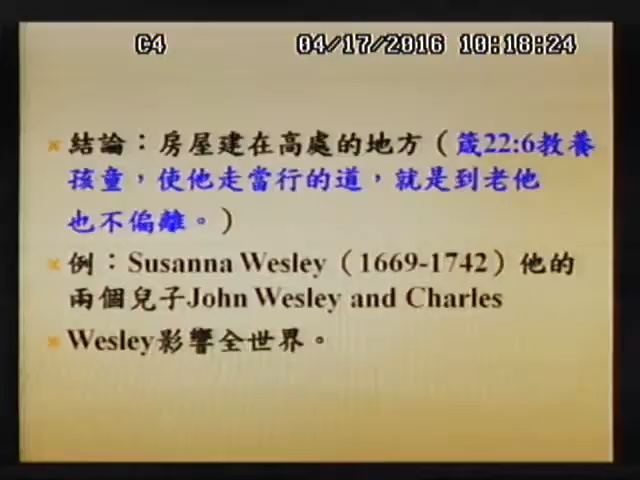 C4 04/17/2016 10:18:24
結論：房屋建在高處的地方（箴22:6教養
孩童，使他走當行的道，就是到老他
也不偏離。）
例：Susanna Wesley（1669-1742）他的
兩個兒子John Wesley and Charles
Wesley影響全世界。